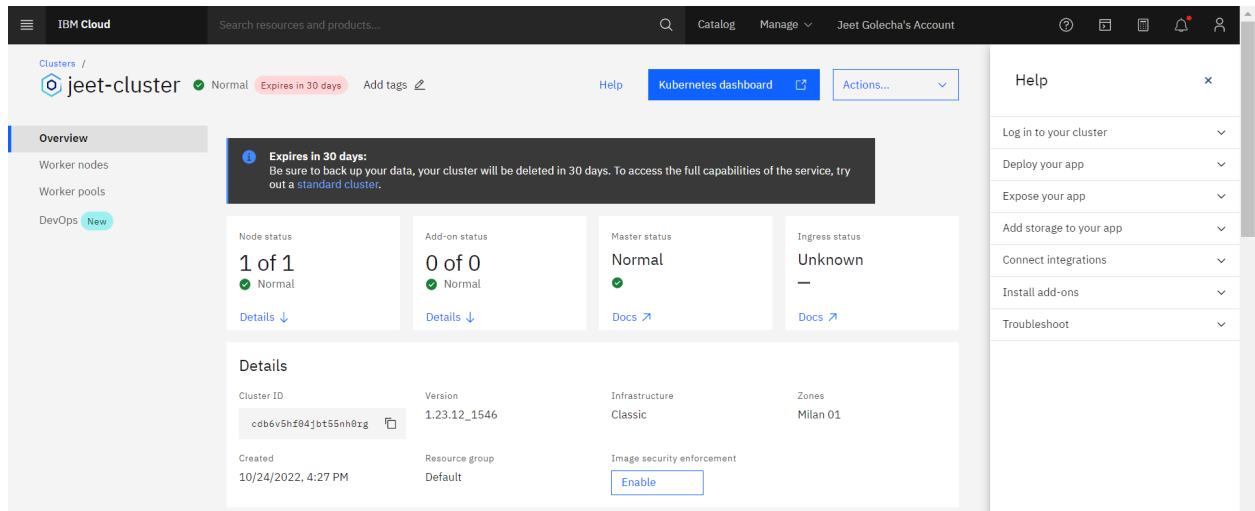 IBM Cloud
Search resources and products...
Catalog
Manage
Jeet Golecha's Account
Clusters /
jeet-cluster
Normal
Expires in 30 days
Add tags
Help
Kubernetes dashboard
Actions...
Overview
Worker nodes
Worker pools
DevOps New
Expires in 30 days:
Be sure to back up your data, your cluster will be deleted in 30 days. To access the full capabilities of the service, try
out a standard cluster.
Node status
1 of 1
Normal
Details
Add-on status
0 of 0
Normal
Details
Master status
Normal
Docs
Ingress status
Unknown
—
Docs
Details
Cluster ID
cdb6v5hf04jbt55nh0rg
Version
1.23.12_1546
Infrastructure
Classic
Zones
Milan 01
Created
10/24/2022, 4:27 PM
Resource group
Default
Image security enforcement
Enable
Help
Log in to your cluster
Deploy your app
Expose your app
Add storage to your app
Connect integrations
Install add-ons
Troubleshoot